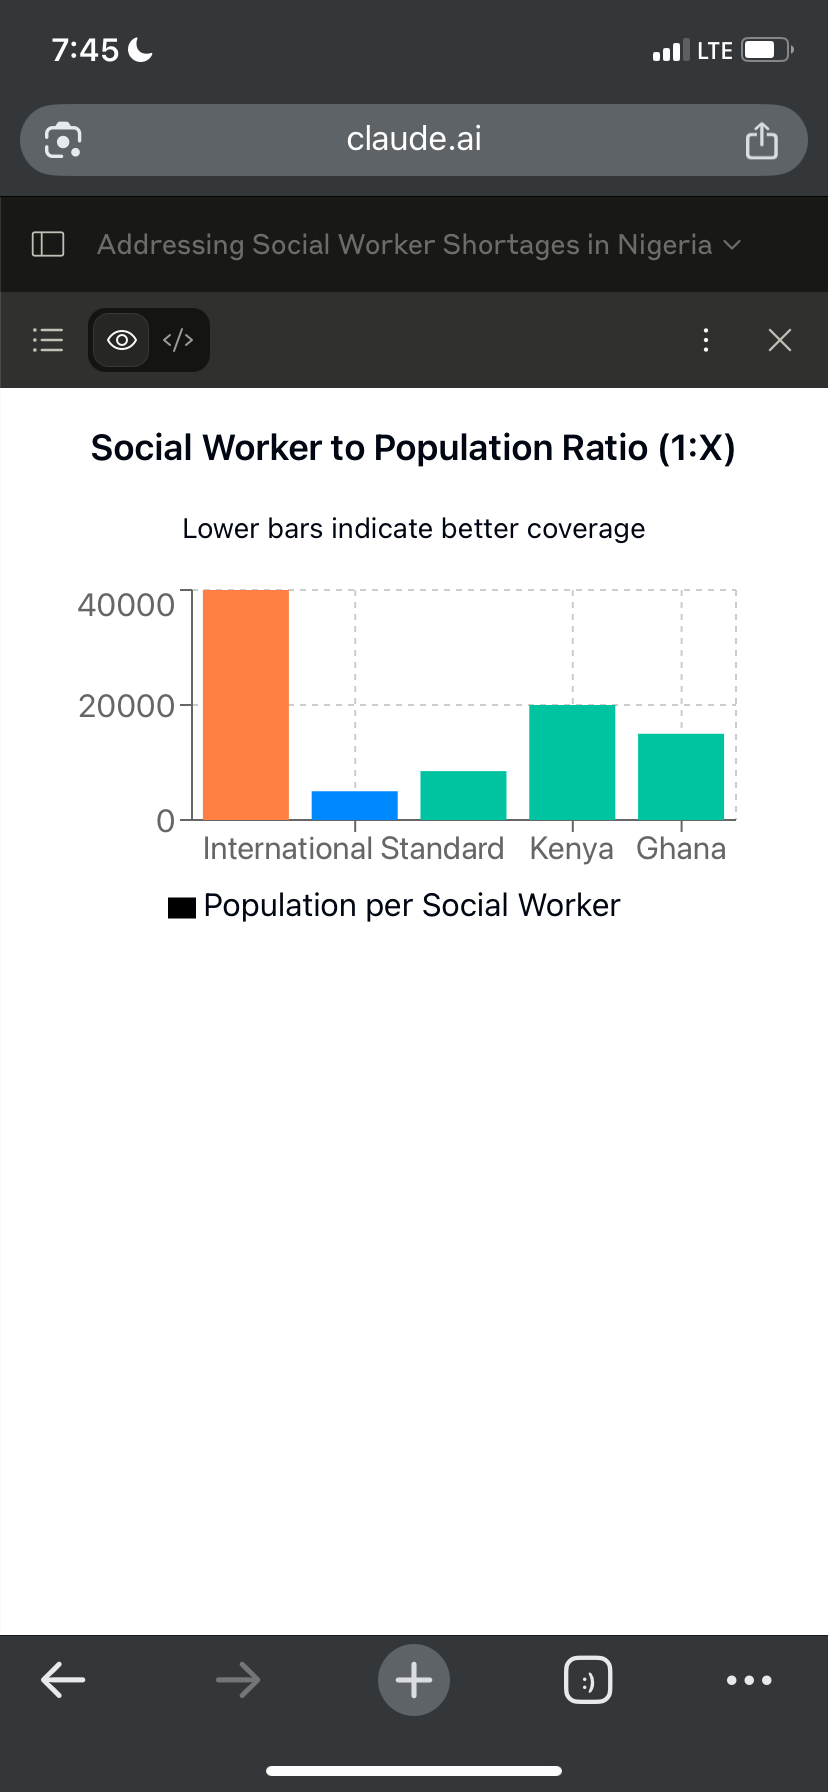 7:45
LTE
claude.ai
Addressing Social Worker Shortages in Nigeria
</>
Social Worker to Population Ratio (1:X)
Lower bars indicate better coverage
40000
20000
0
International Standard Kenya Ghana
Population per Social Worker
:)